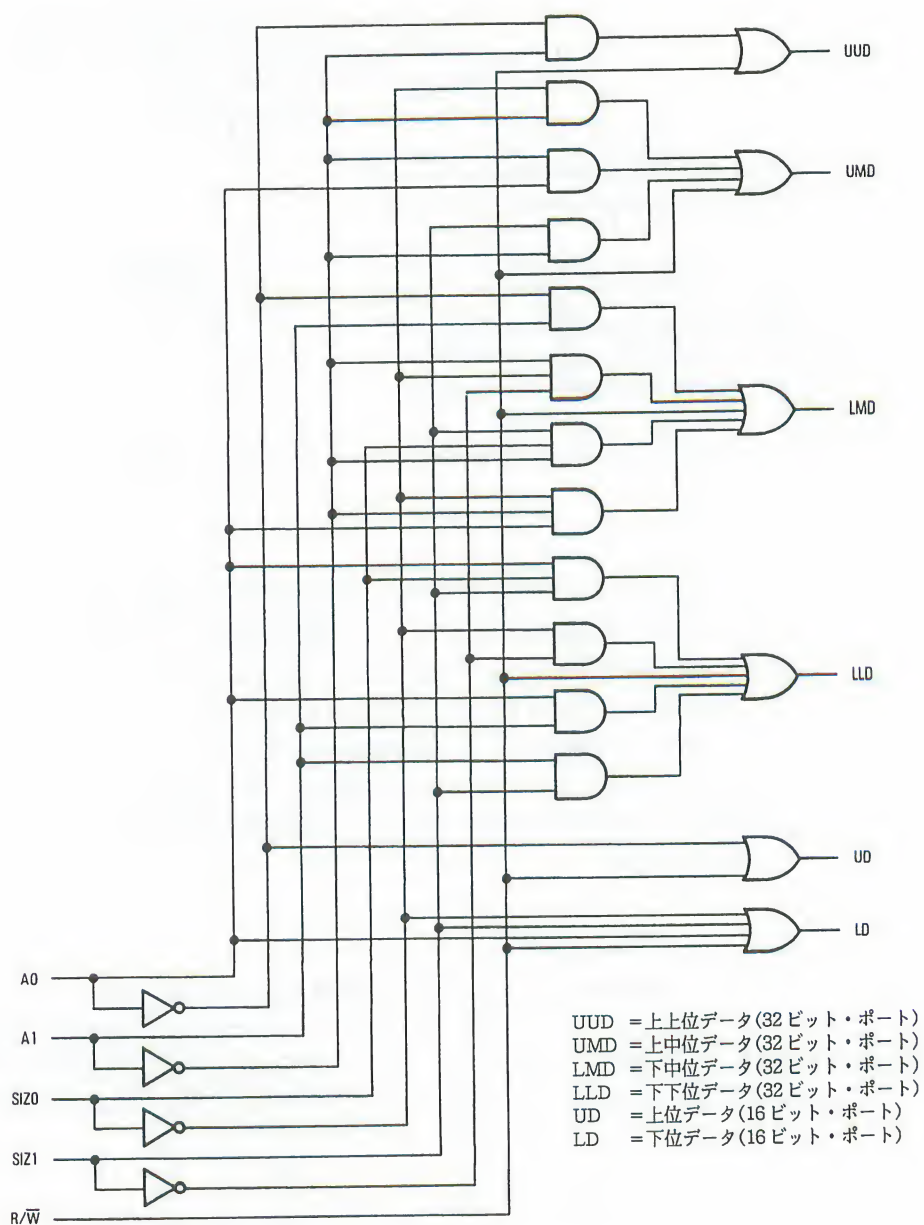 UUD
UMD
LMD
LLD
UD
LD
A0
A1
SIZ0
SIZ1
R/W̅
UUD =上上位データ(32ビット・ポート)
UMD =上中位データ(32ビット・ポート)
LMD =下中位データ(32ビット・ポート)
LLD =下下位データ(32ビット・ポート)
UD =上位データ(16ビット・ポート)
LD =下位データ(16ビット・ポート)